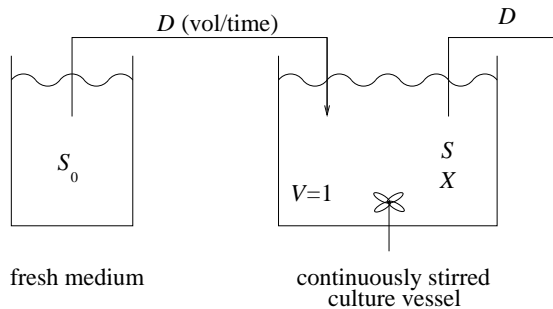 D (vol/time)
D
S₀
S
X
V=1
fresh medium
continuously stirred
culture vessel